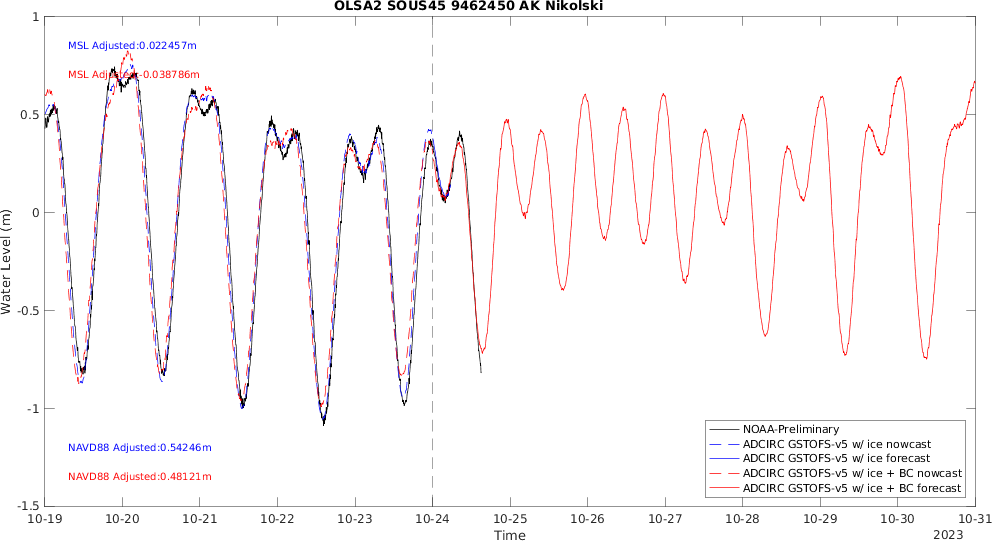 OLSA2 SOUS45 9462450 AK Nikolski
1
0.5
0
-0.5
-1
-1.5
Water Level (m)
MSL Adjusted:0.022457m
MSL Adjusted:-0.038786m
NAVD88 Adjusted:0.54246m
NAVD88 Adjusted:0.48121m
NOAA-Preliminary
ADCIRC GSTOFS-v5 w/ ice nowcast
ADCIRC GSTOFS-v5 w/ ice forecast
ADCIRC GSTOFS-v5 w/ ice + BC nowcast
ADCIRC GSTOFS-v5 w/ ice + BC forecast
10-19 10-20 10-21 10-22 10-23 10-24 10-25 10-26 10-27 10-28 10-29 10-30 10-31
Time
2023